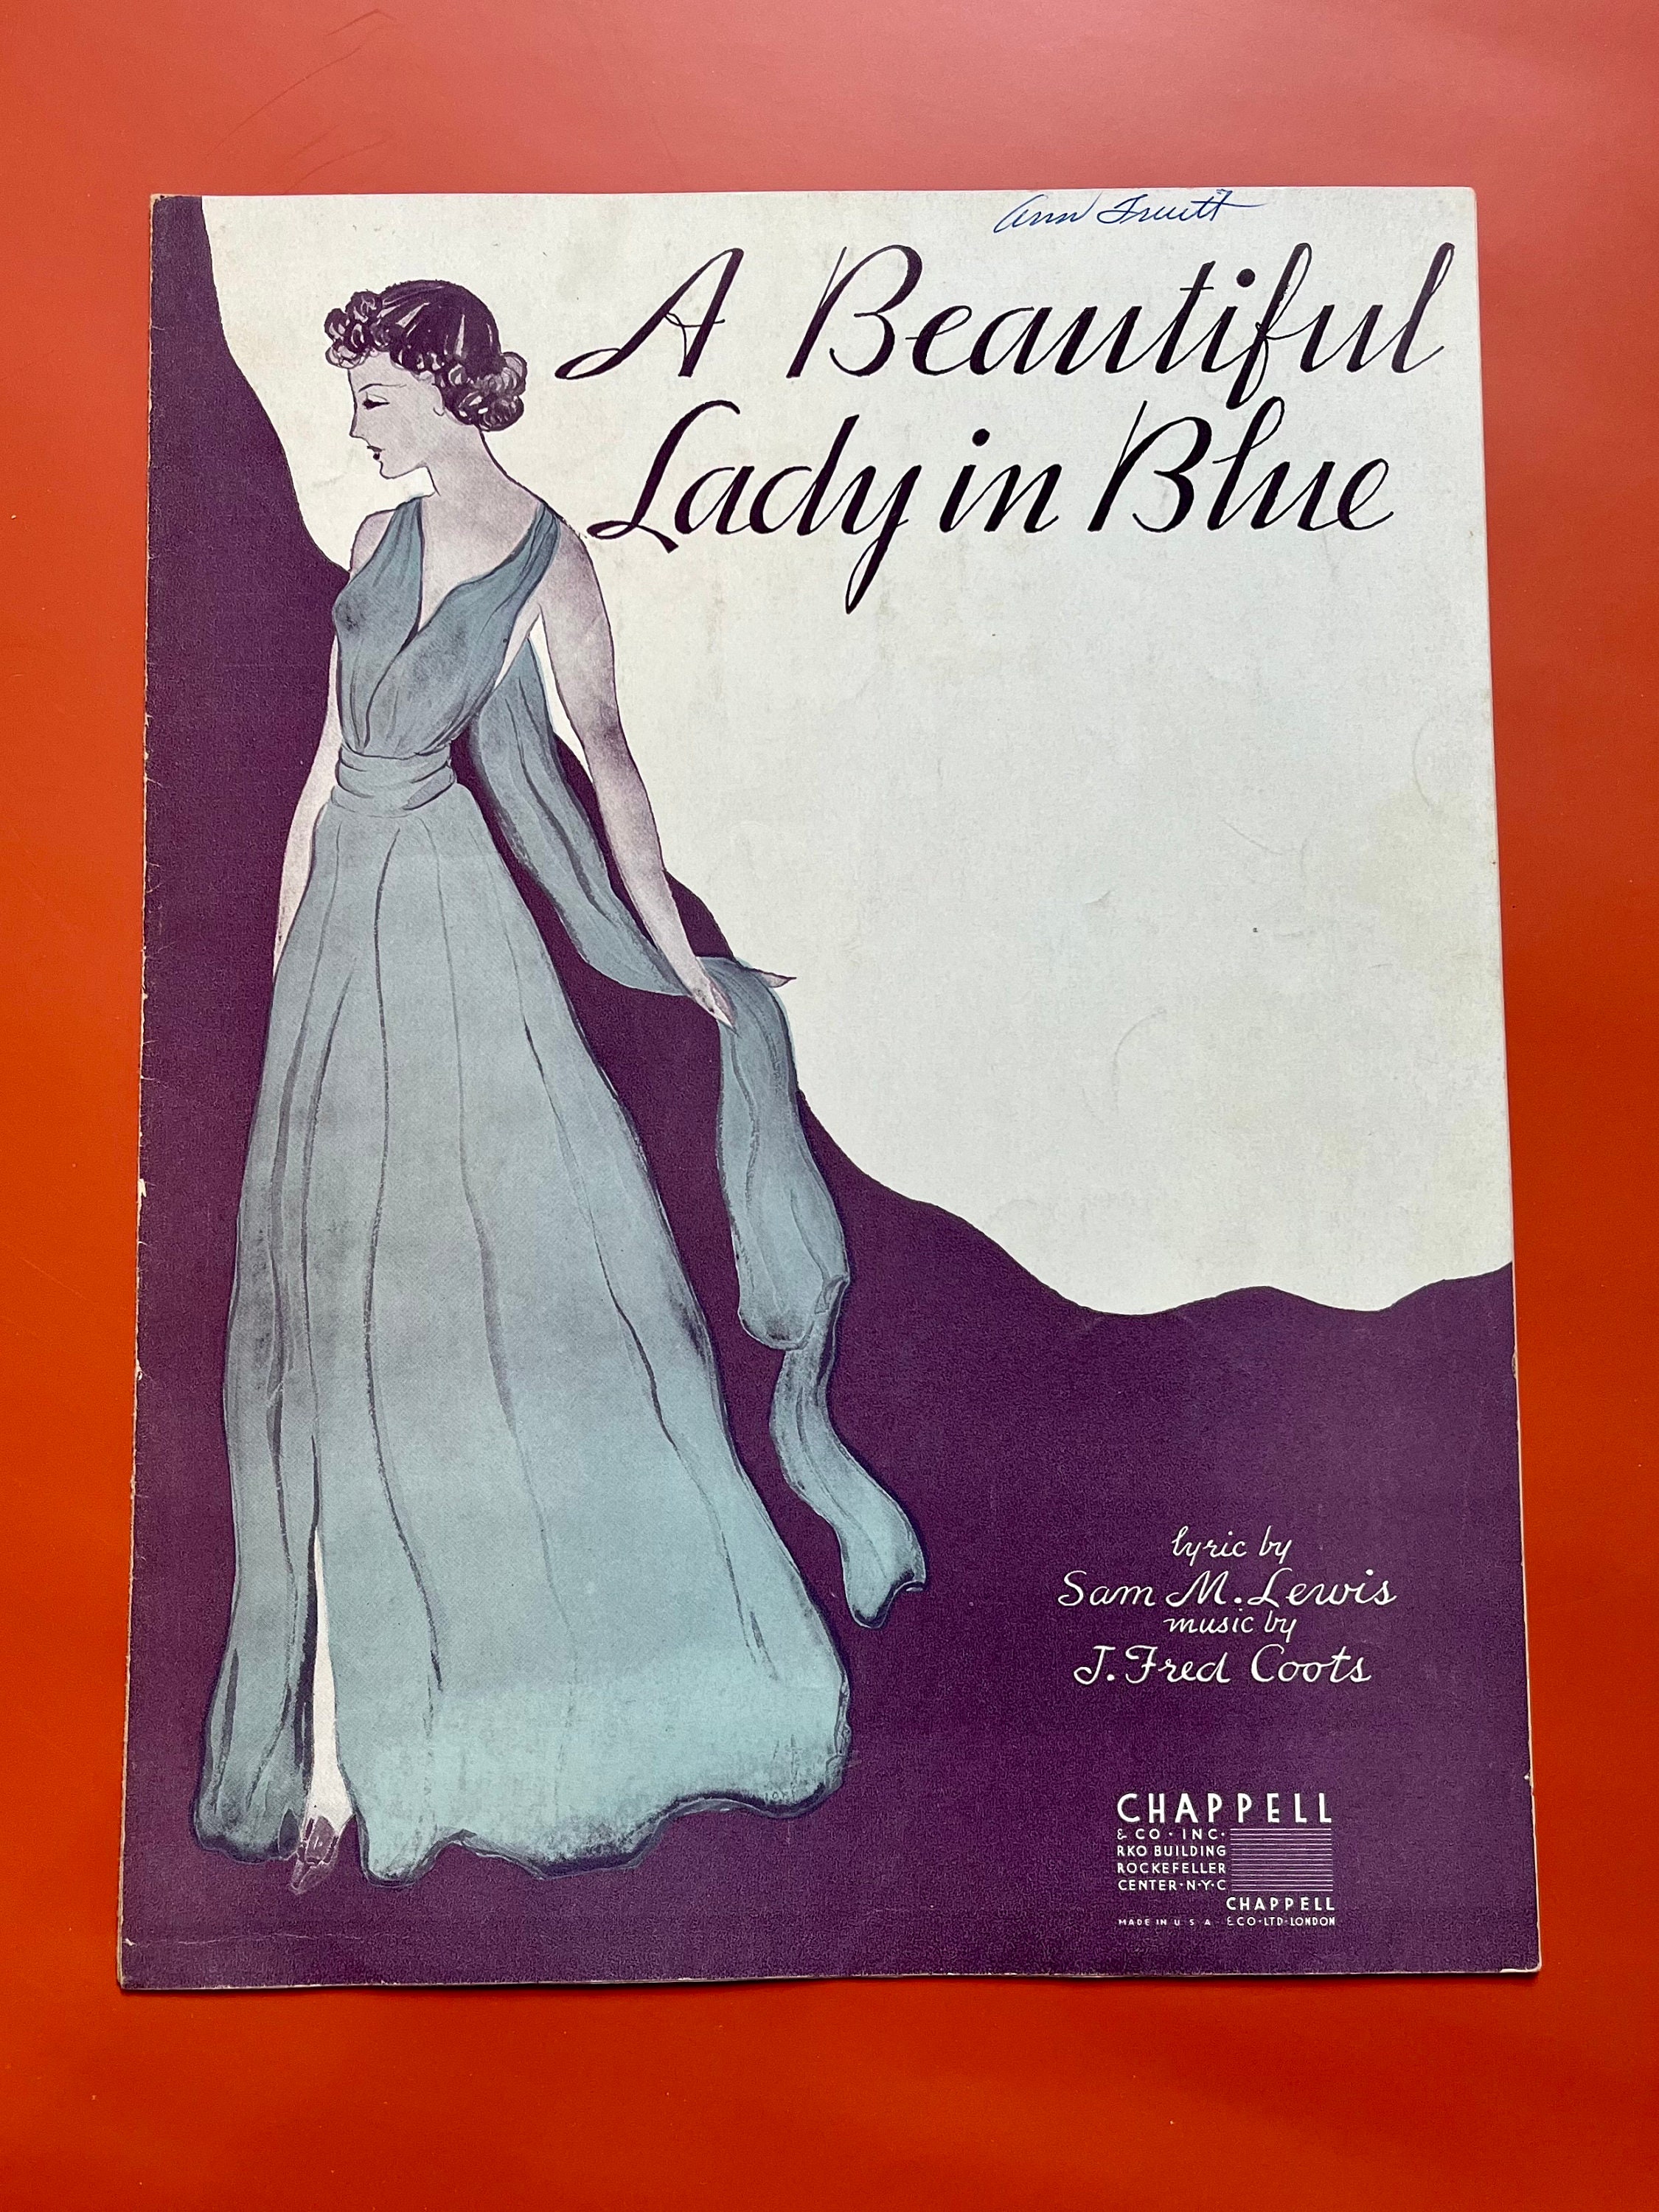 Ann Truitt
A Beautiful
Lady in Blue
lyric by
Sam M. Lewis
music by
J. Fred Coots
CHAPPELL
& CO · INC ·
RKO BUILDING
ROCKEFELLER
CENTER · N · Y · C
CHAPPELL
MADE IN U S A & CO · LTD · LONDON